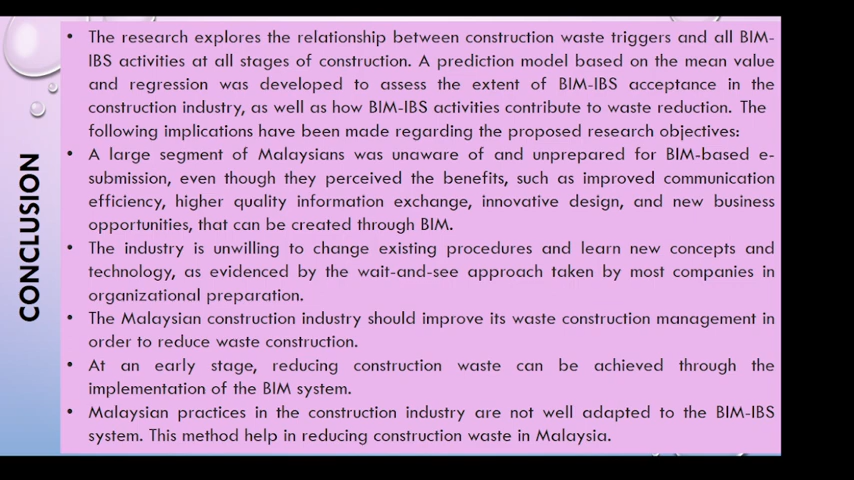 CONCLUSION
• The research explores the relationship between construction waste triggers and all BIM-
IBS activities at all stages of construction. A prediction model based on the mean value
and regression was developed to assess the extent of BIM-IBS acceptance in the
construction industry, as well as how BIM-IBS activities contribute to waste reduction. The
following implications have been made regarding the proposed research objectives:
• A large segment of Malaysians was unaware of and unprepared for BIM-based e-
submission, even though they perceived the benefits, such as improved communication
efficiency, higher quality information exchange, innovative design, and new business
opportunities, that can be created through BIM.
• The industry is unwilling to change existing procedures and learn new concepts and
technology, as evidenced by the wait-and-see approach taken by most companies in
organizational preparation.
• The Malaysian construction industry should improve its waste construction management in
order to reduce waste construction.
• At an early stage, reducing construction waste can be achieved through the
implementation of the BIM system.
• Malaysian practices in the construction industry are not well adapted to the BIM-IBS
system. This method help in reducing construction waste in Malaysia.